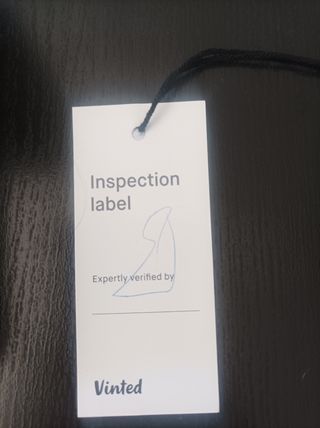 Inspection
label
Expertly verified by
Vinted